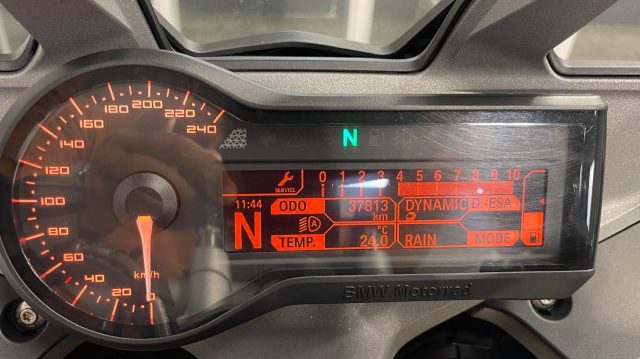 0
20
40
60
80
100
120
140
160
180
200
220
240
km/h
N
SERVICE
0 1 2 3 4 5 6 7 8 9 10
11:44
N
ODO 37813
km
DYNAMIC D.-ESA
A
°C
TEMP. 24.0
RAIN MODE
BMW Motorrad